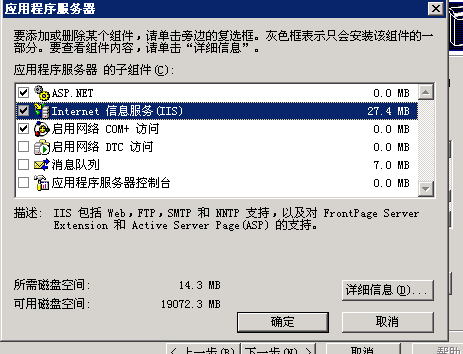 应用程序服务器
要添加或删除某个组件，请单击旁边的复选框。灰色框表示只会安装该组件的一
部分。要查看组件内容，请单击“详细信息”。
应用程序服务器 的子组件(C):
ASP.NET 0.0 MB
Internet 信息服务(IIS) 27.4 MB
启用网络 COM+ 访问 0.0 MB
启用网络 DTC 访问 0.0 MB
消息队列 7.0 MB
应用程序服务器控制台 0.0 MB
描述: IIS 包括 Web，FTP，SMTP 和 NNTP 支持，以及对 FrontPage Server
Extension 和 Active Server Page(ASP) 的支持。
所需磁盘空间: 14.3 MB
可用磁盘空间: 19072.3 MB
详细信息(D)...
确定 取消
< 上一步(B) 下一步(N) > 取消 帮助